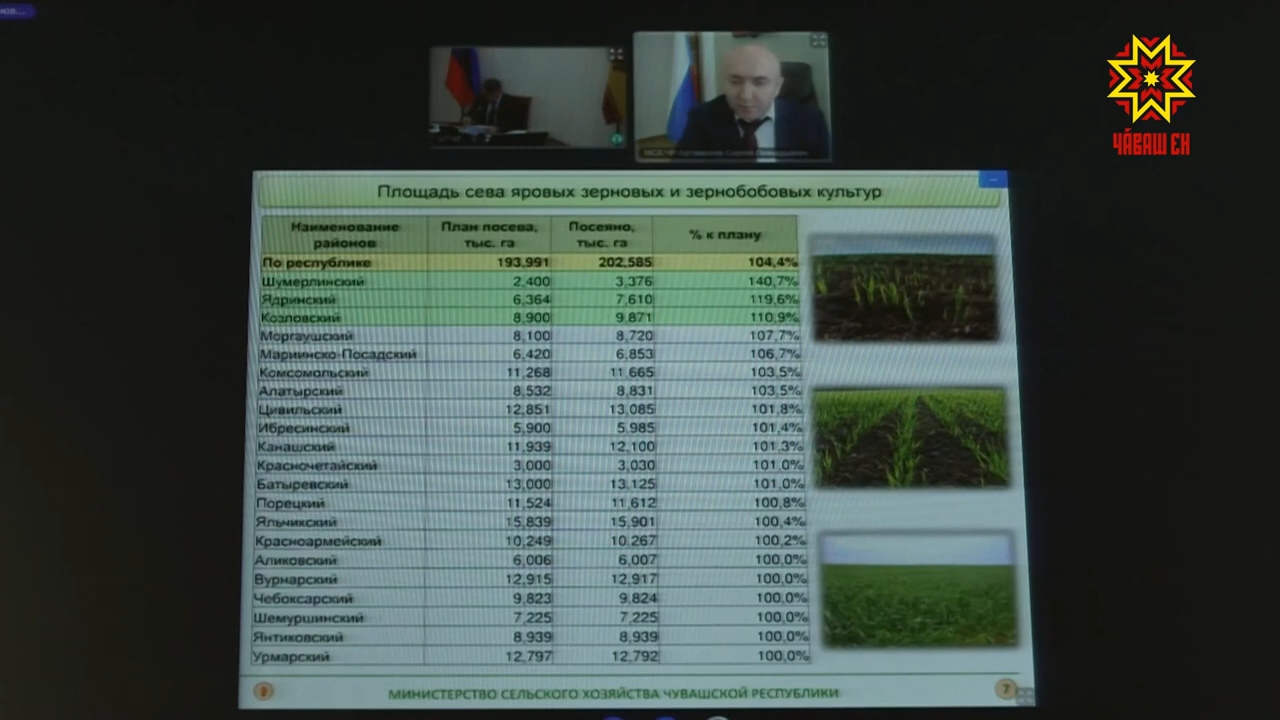 ЧӐВАШ ЕН
Площадь сева яровых зерновых и зернобобовых культур
Наименование районов План посева, тыс. га Посеяно, тыс. га % к плану
По республике 193,991 202,585 104,4%
Шумерлинский 2,400 3,376 140,7%
Ядринский 6,364 7,610 119,6%
Козловский 8,900 9,871 110,9%
Моргаушский 8,100 8,720 107,7%
Мариинско-Посадский 6,420 6,853 106,7%
Комсомольский 11,268 11,665 103,5%
Алатырский 8,532 8,831 103,5%
Цивильский 12,851 13,085 101,8%
Ибресинский 5,900 5,985 101,4%
Канашский 11,939 12,100 101,3%
Красночетайский 3,000 3,030 101,0%
Батыревский 13,000 13,125 101,0%
Порецкий 11,524 11,612 100,8%
Яльчикский 15,839 15,901 100,4%
Красноармейский 10,249 10,267 100,2%
Аликовский 6,006 6,007 100,0%
Вурнарский 12,915 12,917 100,0%
Чебоксарский 9,823 9,824 100,0%
Шемуршинский 7,225 7,225 100,0%
Янтиковский 8,939 8,939 100,0%
Урмарский 12,797 12,792 100,0%
МИНИСТЕРСТВО СЕЛЬСКОГО ХОЗЯЙСТВА ЧУВАШСКОЙ РЕСПУБЛИКИ
7